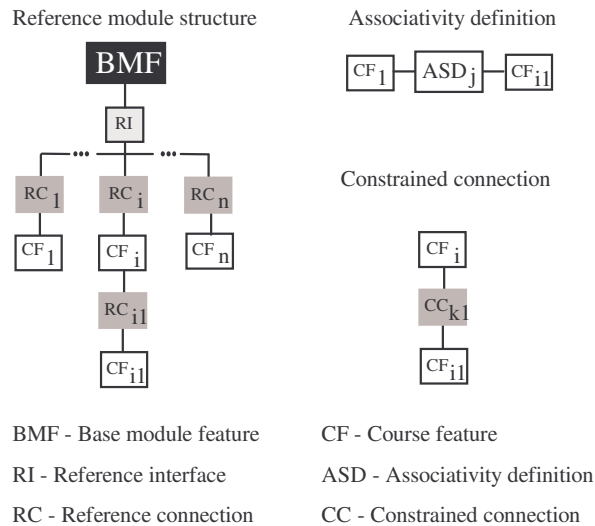 Reference module structure
Associativity definition
BMF
CF1 ASDj CFi1
RI
••• •••
Constrained connection
RC1 RCi RCn
CF1 CFi CFn
CFi
RCi1
CCk1
CFi1
CFi1
BMF - Base module feature
CF - Course feature
RI - Reference interface
ASD - Associativity definition
RC - Reference connection
CC - Constrained connection